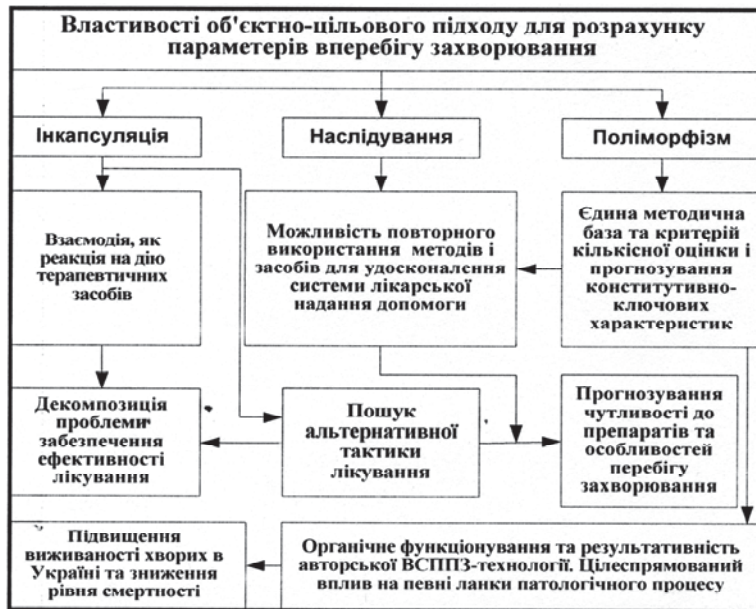 Властивості об'єктно-цільового підходу для розрахунку
параметрів вперебігу захворювання
Інкапсуляція
Наслідування
Поліморфізм
Взаємодія, як
реакція на дію
терапевтичних
засобів
Можливість повторного
використання методів і
засобів для удосконалення
системи лікарської
надання допомоги
Єдина методична
база та критерій
кількісної оцінки і
прогнозування
конститутивно-
ключових
характеристик
Декомпозиція
проблеми
забезпечення
ефективності
лікування
Пошук
альтернативної
тактики
лікування
Прогнозування
чутливості до
препаратів та
особливостей
перебігу
захворювання
Підвищення
виживаності хворих в
Україні та зниження
рівня смертності
Органічне функціонування та результативність
авторської ВСППЗ-технології. Цілеспрямований
вплив на певні ланки патологічного процесу